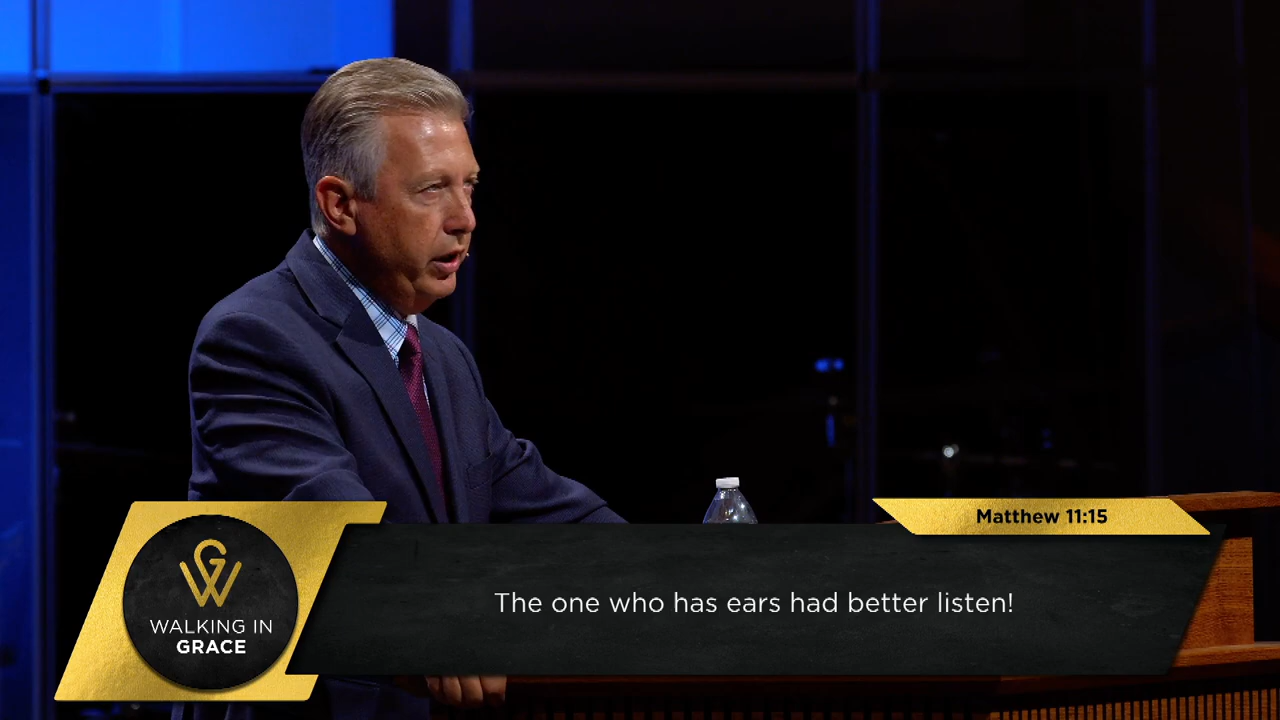 Matthew 11:15
The one who has ears had better listen!
WALKING IN
GRACE